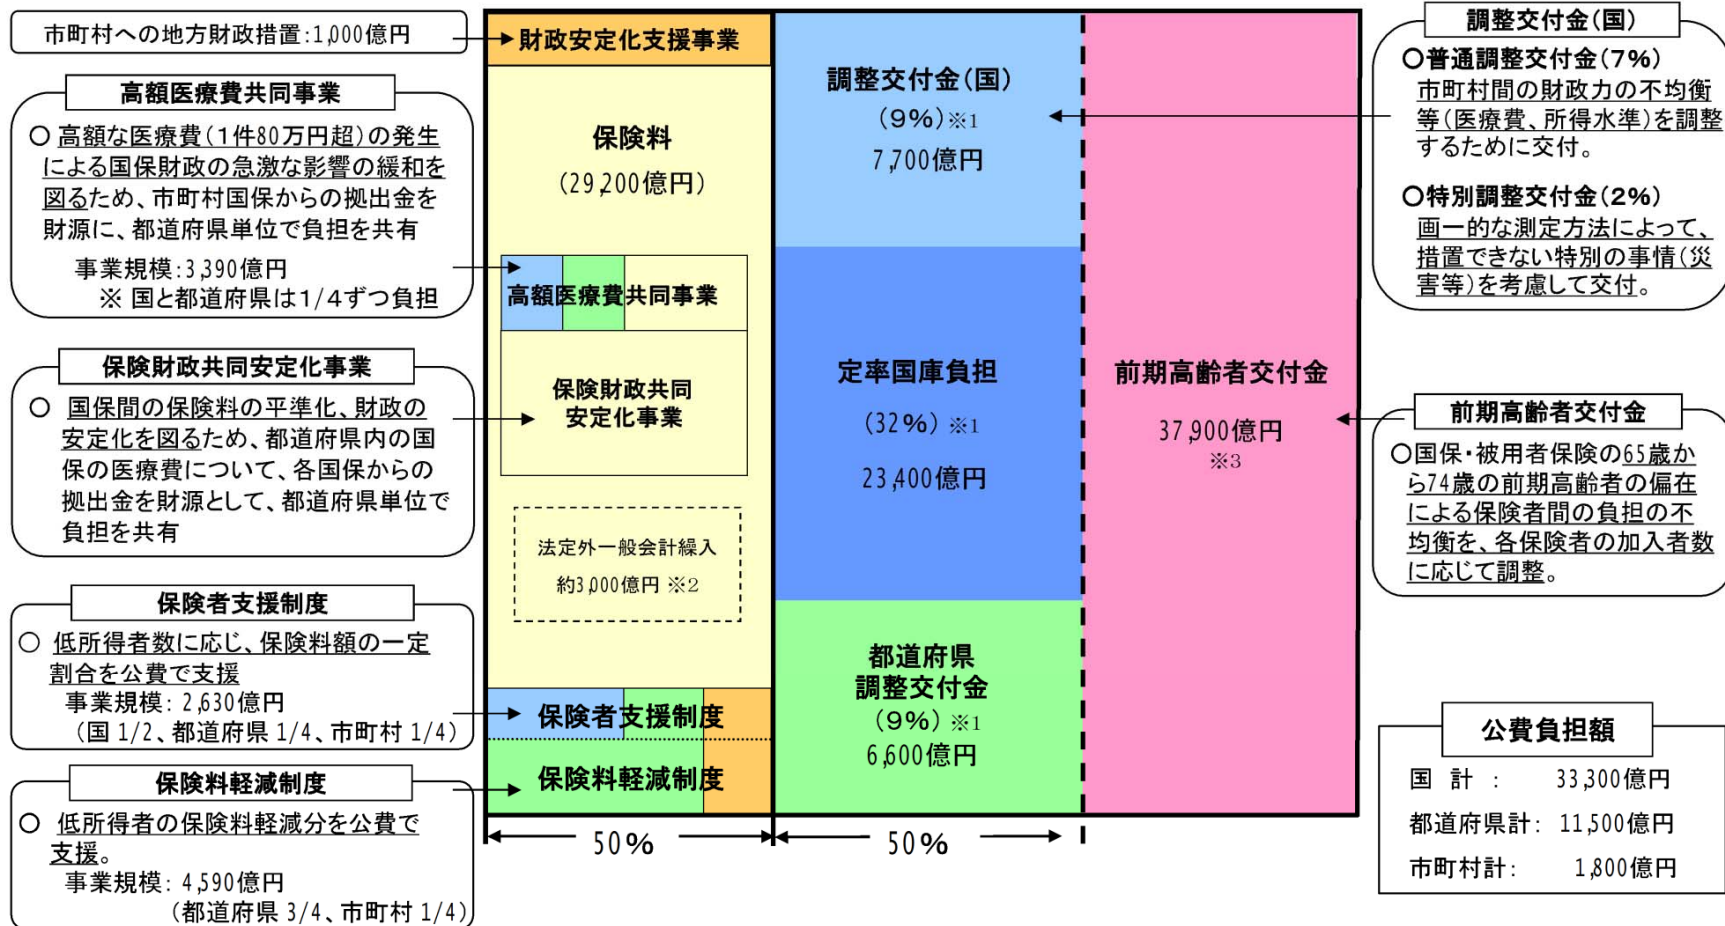 市町村への地方財政措置:1,000億円
高額医療費共同事業
○ 高額な医療費(1件80万円超)の発生
による国保財政の急激な影響の緩和を
図るため、市町村国保からの拠出金を
財源に、都道府県単位で負担を共有
事業規模:3,390億円
※ 国と都道府県は1/4ずつ負担
保険財政共同安定化事業
○ 国保間の保険料の平準化、財政の
安定化を図るため、都道府県内の国
保の医療費について、各国保からの
拠出金を財源として、都道府県単位で
負担を共有
保険者支援制度
○ 低所得者数に応じ、保険料額の一定
割合を公費で支援
事業規模: 2,630億円
(国 1/2、都道府県 1/4、市町村 1/4)
保険料軽減制度
○ 低所得者の保険料軽減分を公費で
支援。
事業規模: 4,590億円
(都道府県 3/4、市町村 1/4)
財政安定化支援事業
保険料
(29,200億円)
高額医療費共同事業
保険財政共同
安定化事業
法定外一般会計繰入
約3,000億円 ※2
保険者支援制度
保険料軽減制度
50%
調整交付金(国)
(9%)※1
7,700億円
定率国庫負担
(32%)※1
23,400億円
都道府県
調整交付金
(9%)※1
6,600億円
50%
前期高齢者交付金
37,900億円
※3
調整交付金(国)
○普通調整交付金(7%)
市町村間の財政力の不均衡
等(医療費、所得水準)を調整
するために交付。
○特別調整交付金(2%)
画一的な測定方法によって、
措置できない特別の事情(災
害等)を考慮して交付。
前期高齢者交付金
○国保・被用者保険の65歳か
ら74歳の前期高齢者の偏在
による保険者間の負担の不
均衡を、各保険者の加入者数
に応じて調整。
公費負担額
国 計 : 33,300億円
都道府県計: 11,500億円
市町村計: 1,800億円